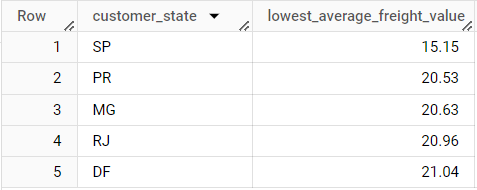 Row customer_state lowest_average_freight_value
1 SP 15.15
2 PR 20.53
3 MG 20.63
4 RJ 20.96
5 DF 21.04